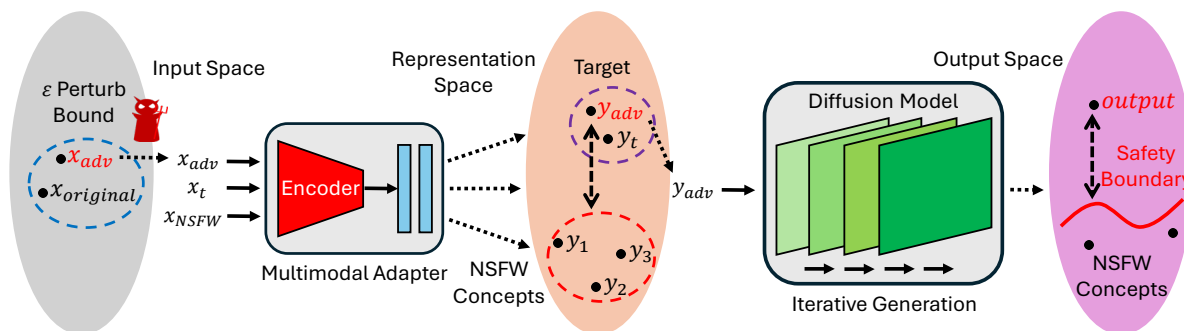 Input Space
ε Perturb
Bound
x_adv
x_original
x_adv
x_t
x_NSFW
Encoder
Multimodal Adapter
Representation
Space
NSFW
Concepts
Target
y_adv
y_t
y_1
y_3
y_2
y_adv
Diffusion Model
Iterative Generation
Output Space
output
Safety
Boundary
NSFW
Concepts